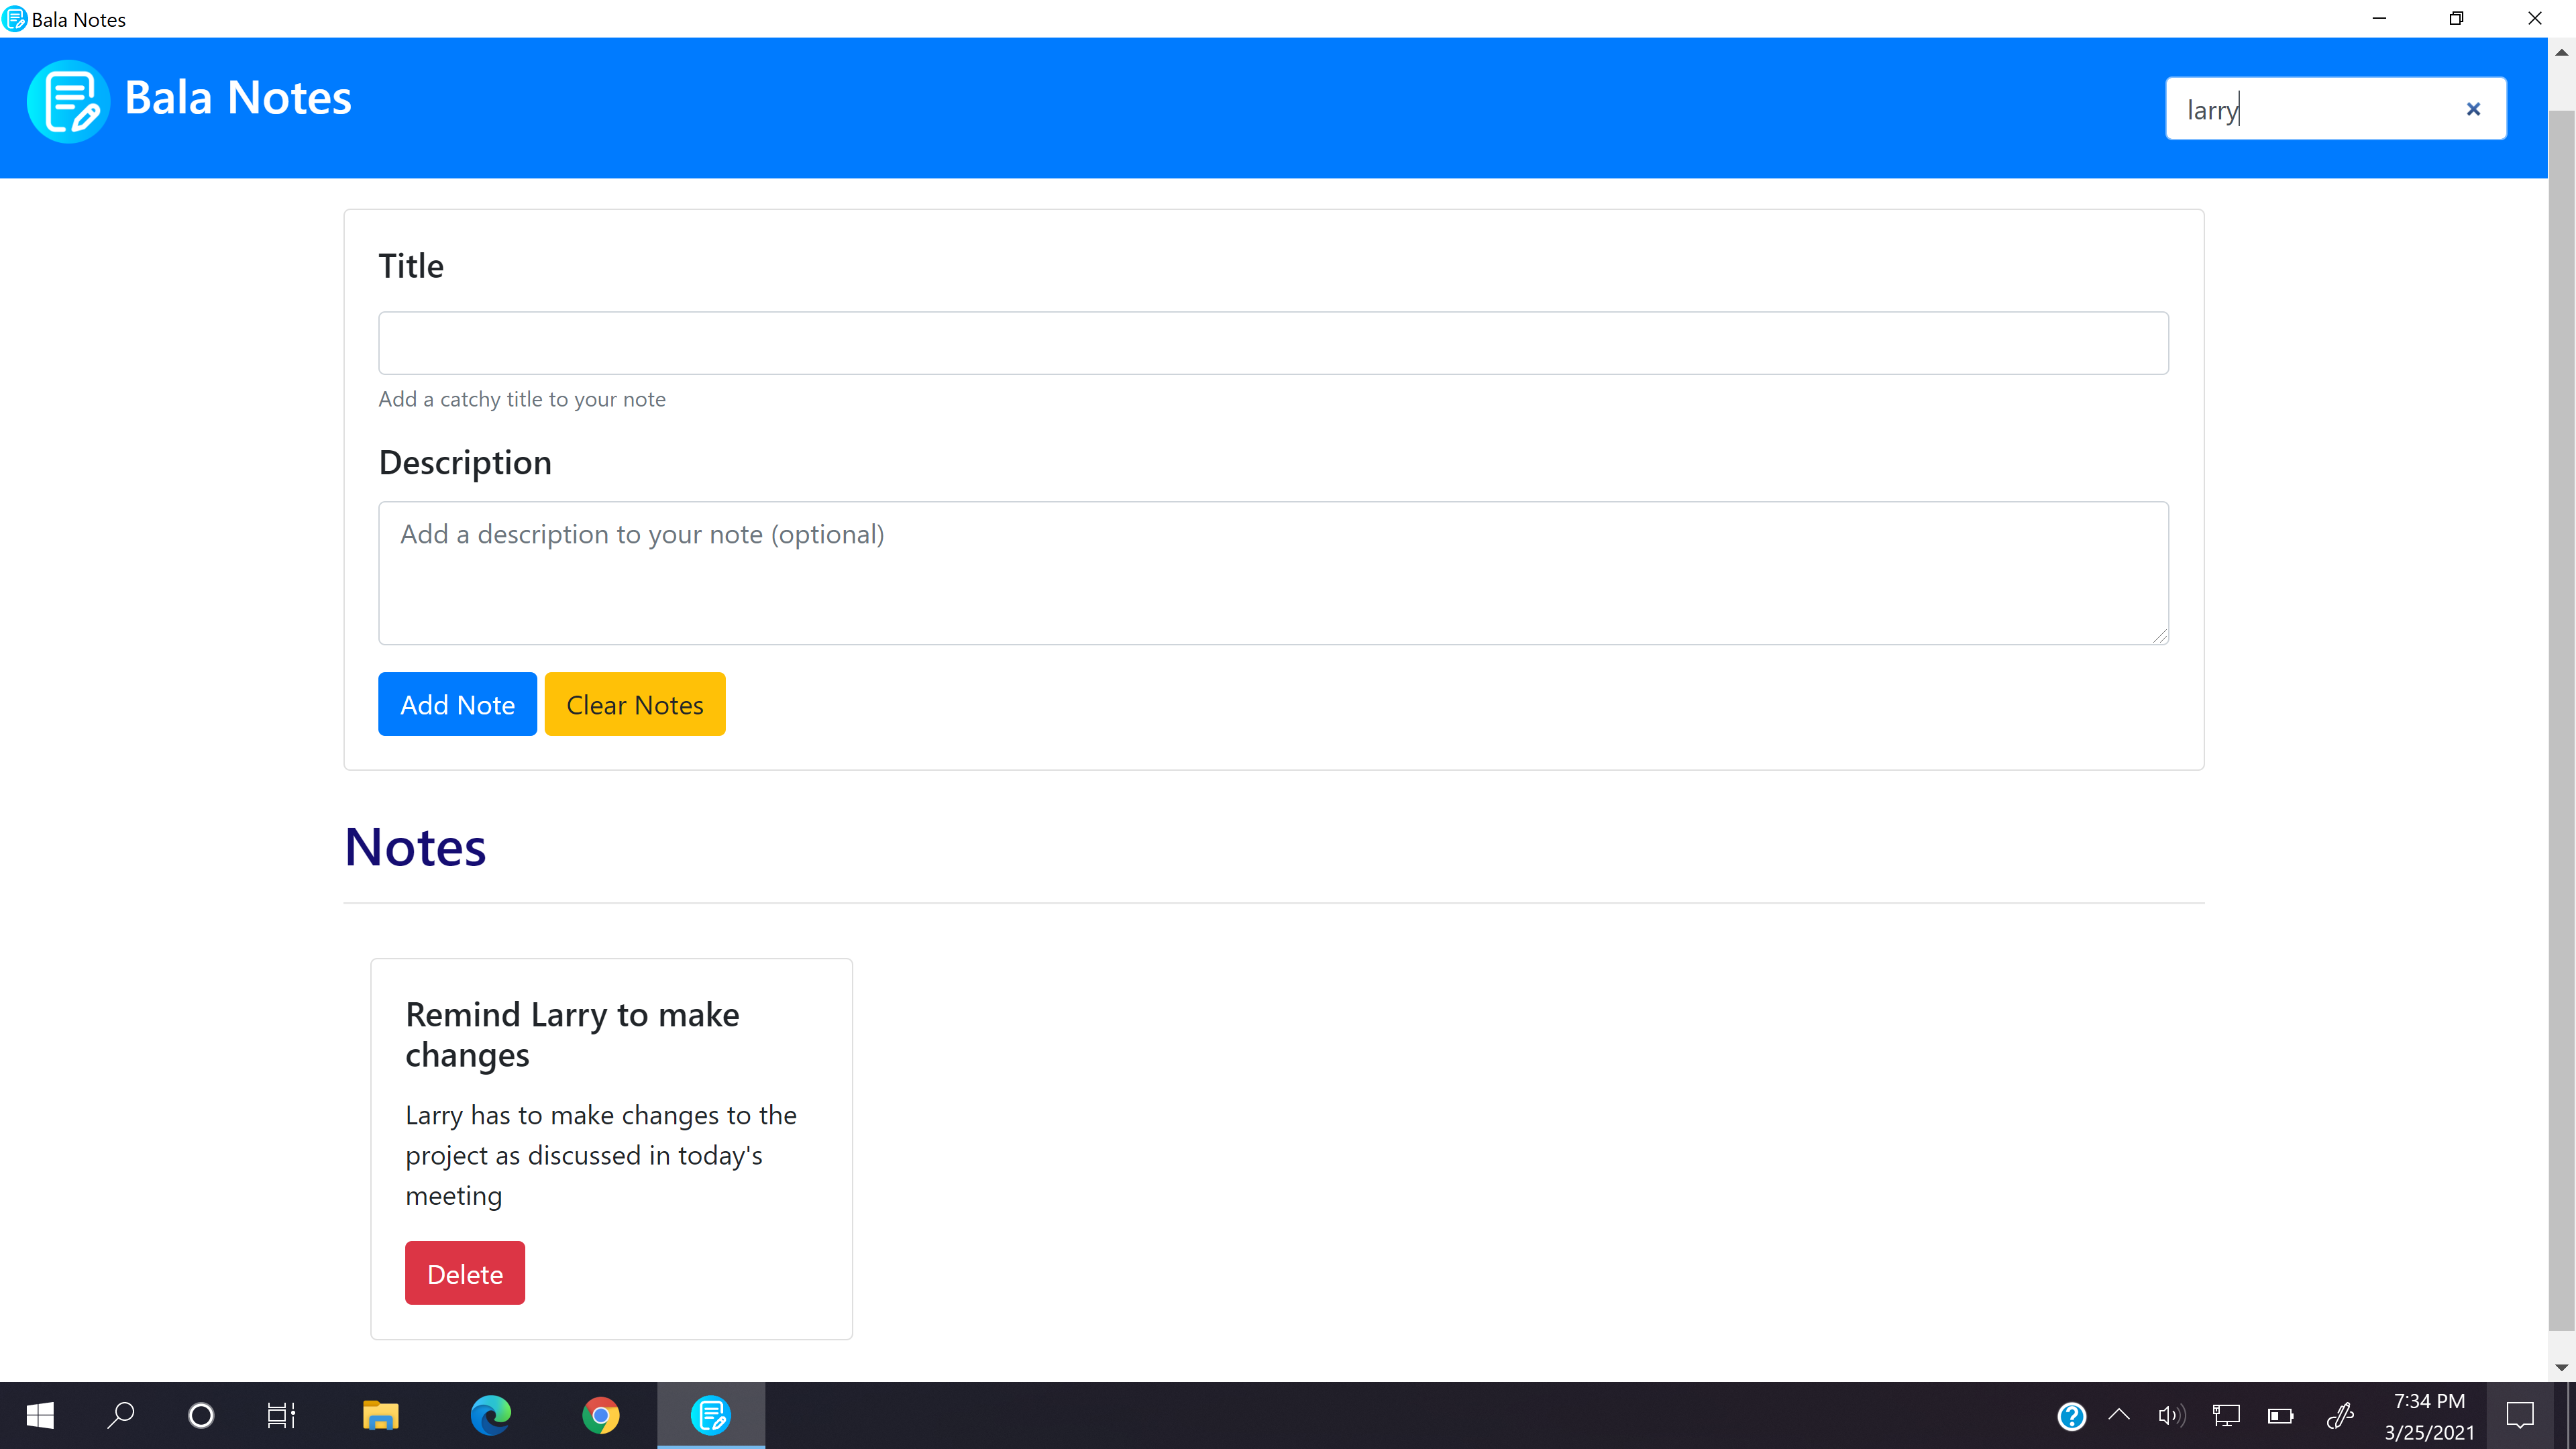 Bala Notes
Bala Notes
larry
Title
Add a catchy title to your note
Description
Add a description to your note (optional)
Add Note
Clear Notes
Notes
Remind Larry to make
changes
Larry has to make changes to the
project as discussed in today's
meeting
Delete
7:34 PM
3/25/2021